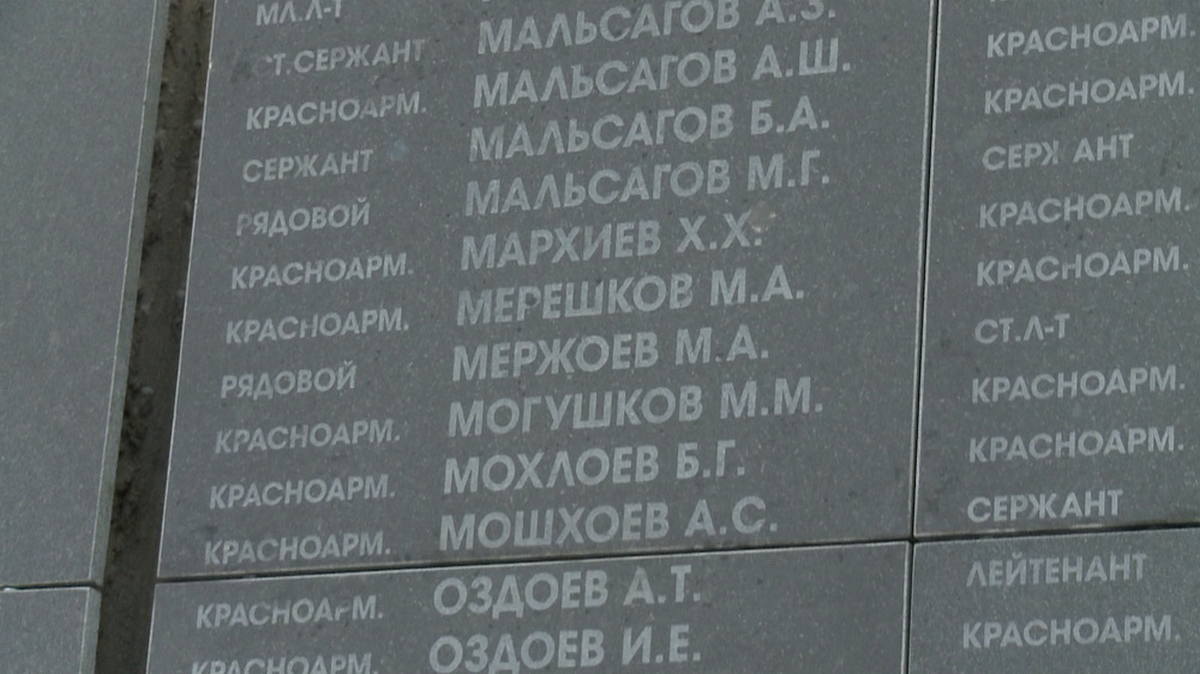 МЛ.Л-Т
СТ.СЕРЖАНТ МАЛЬСАГОВ А.З.
КРАСНОАРМ. МАЛЬСАГОВ А.Ш.
СЕРЖАНТ МАЛЬСАГОВ Б.А.
РЯДОВОЙ МАЛЬСАГОВ М.Г.
КРАСНОАРМ. МАРХИЕВ Х.Х.
КРАСНОАРМ. МЕРЕШКОВ М.А.
РЯДОВОЙ МЕРЖОЕВ М.А.
КРАСНОАРМ. МОГУШКОВ М.М.
КРАСНОАРМ. МОХЛОЕВ Б.Г.
КРАСНОАРМ. МОШХОЕВ А.С.
КРАСНОАРМ. ОЗДОЕВ А.Т.
КРАСНОАРМ. ОЗДОЕВ И.Е.
КРАСНОАРМ.
КРАСНОАРМ.
СЕРЖАНТ
КРАСНОАРМ.
КРАСНОАРМ.
СТ.Л-Т
КРАСНОАРМ.
КРАСНОАРМ.
СЕРЖАНТ
ЛЕЙТЕНАНТ
КРАСНОАРМ.